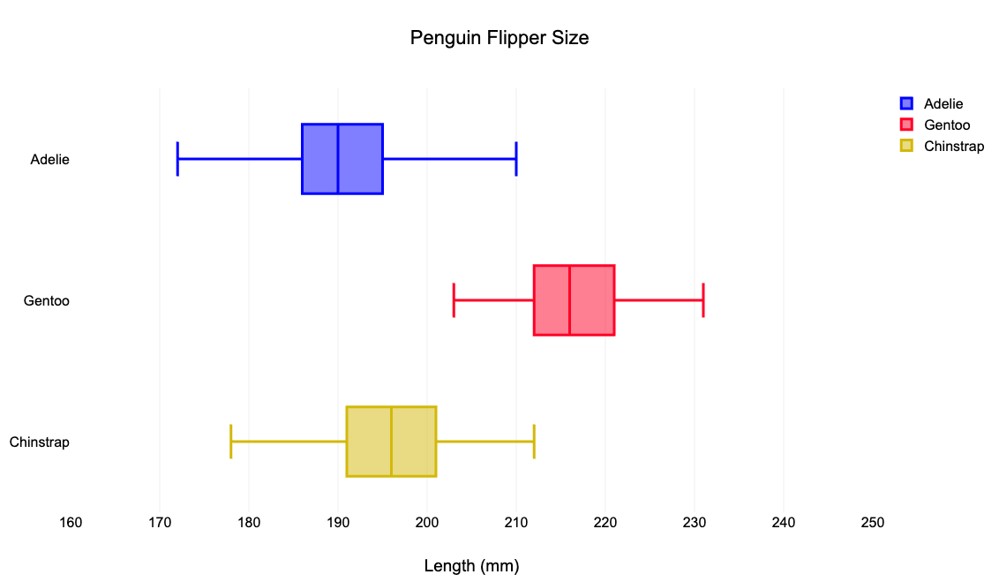 Penguin Flipper Size
Adelie
Gentoo
Chinstrap
Adelie
Gentoo
Chinstrap
160 170 180 190 200 210 220 230 240 250
Length (mm)